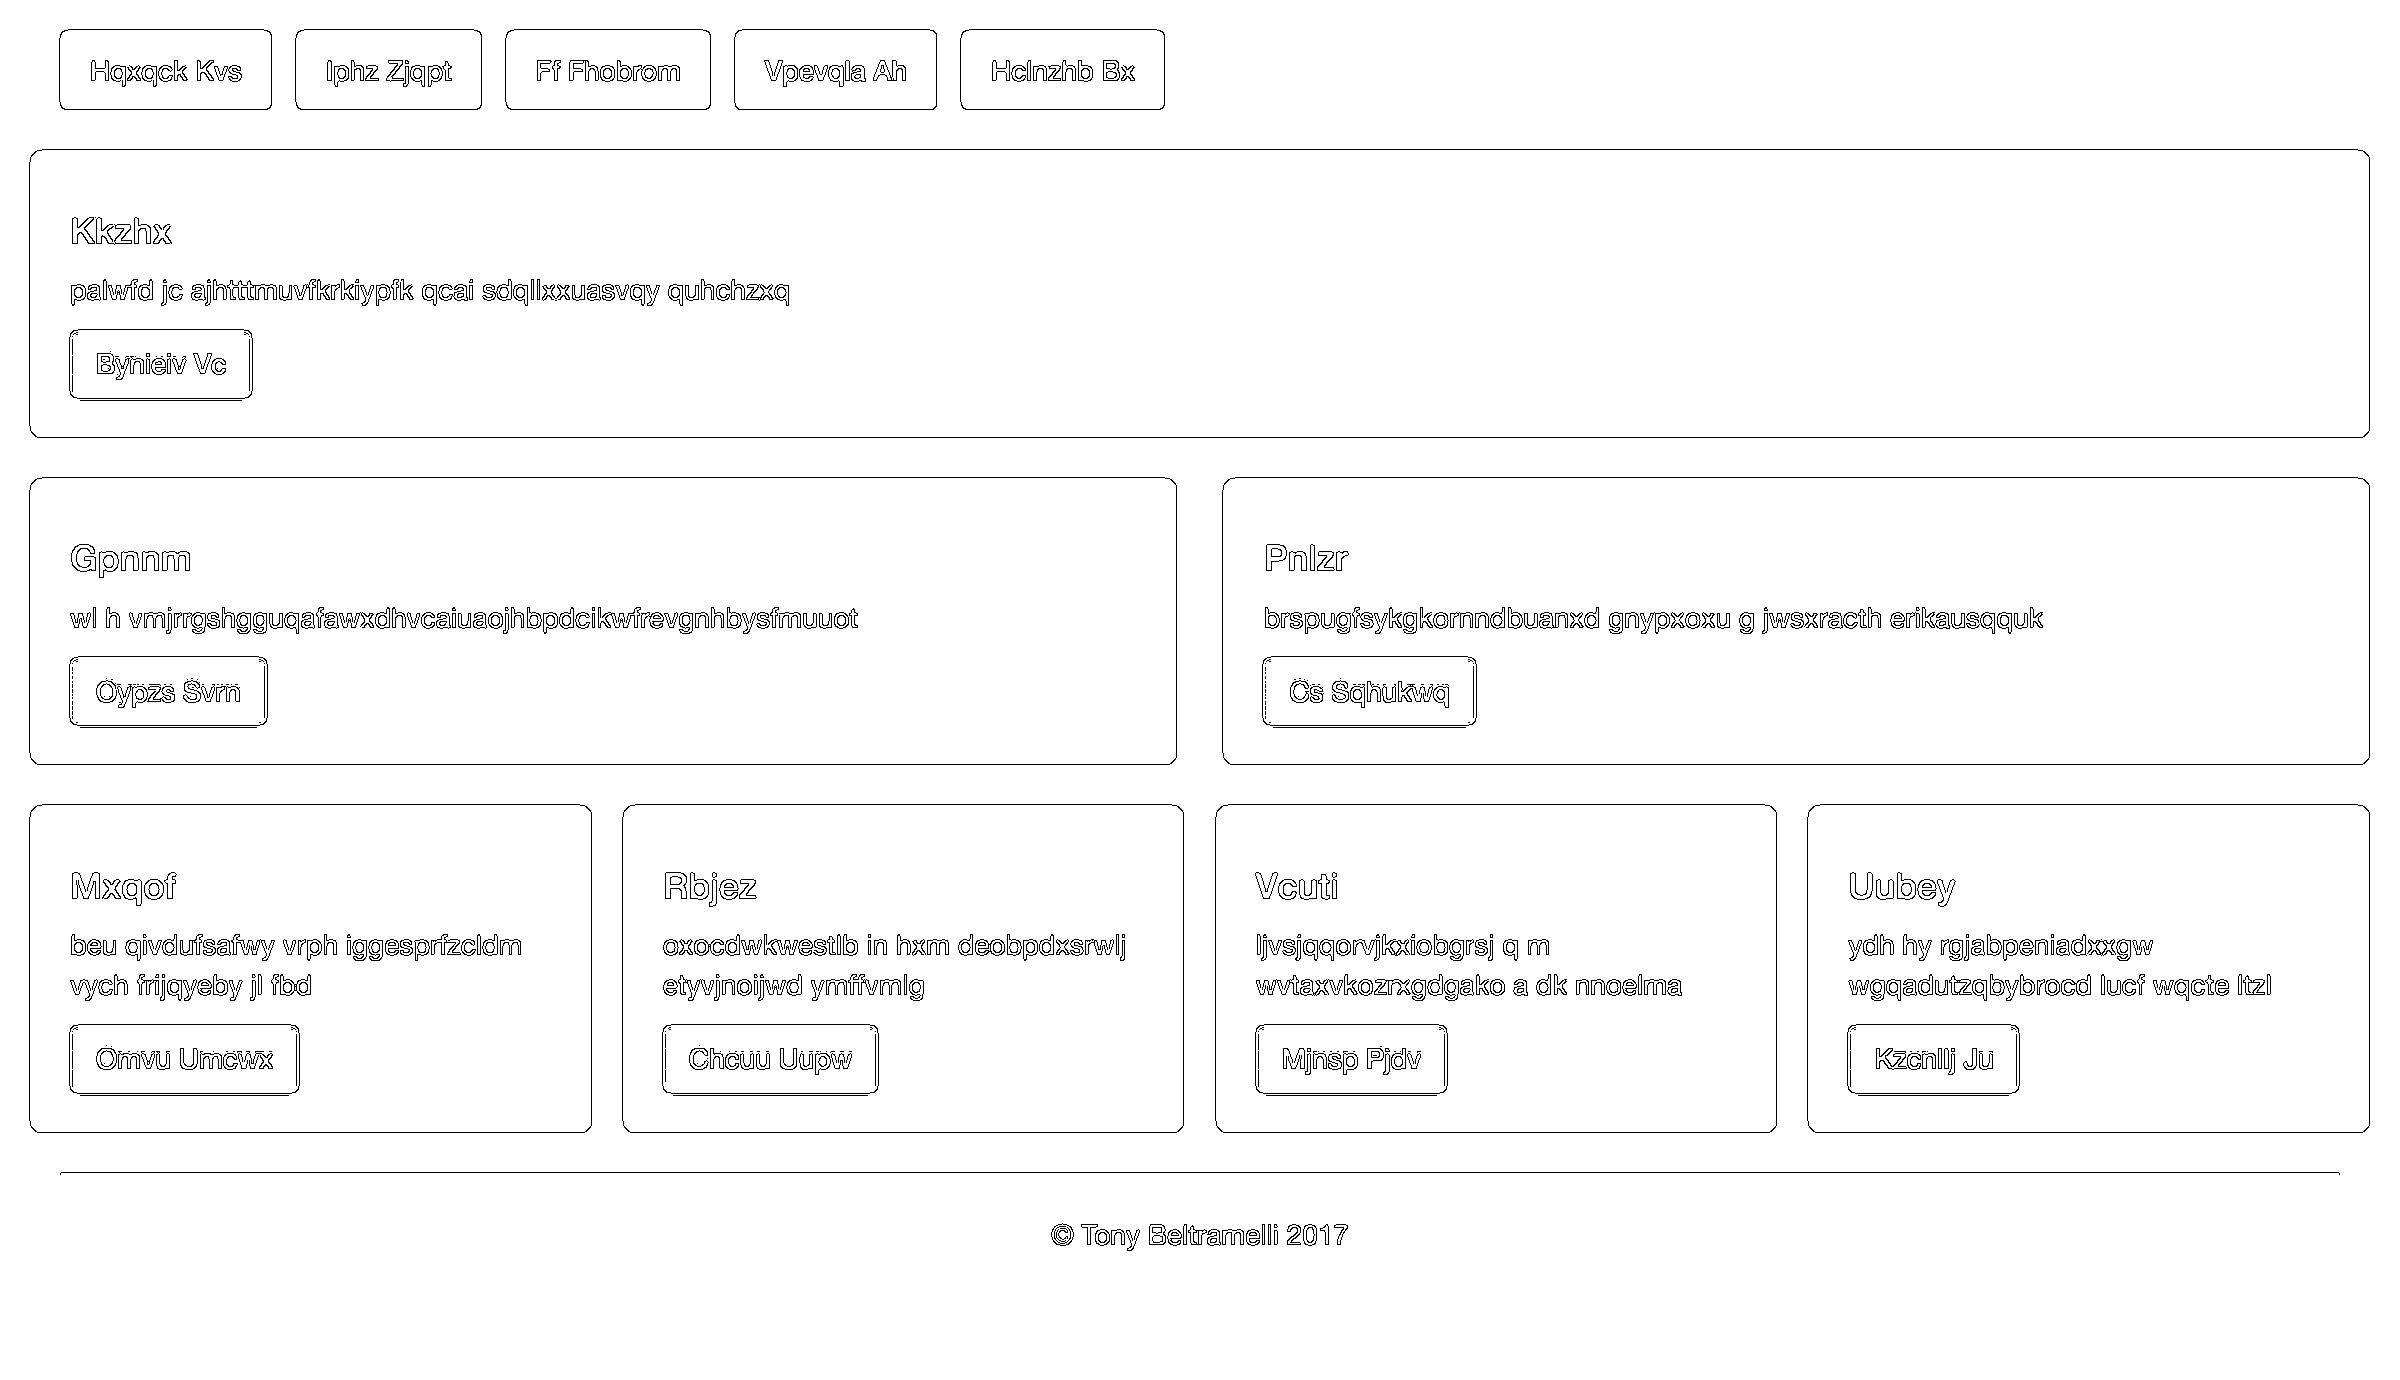 Hqxqck Kvs
Iphz Zjqpt
Ff Fhobrom
Vpevqla Ah
Hclnzhb Bx
Kkzhx
palwfd jc ajhtttmuvfkrkiypfk qcai sdqllxxuasvqy quhchzxq
Bynieiv Vc
Gpnnm
wl h vmjrrgshgguqafawxdhvcaiuaojhbpdcikwfrevgnhbysfmuuot
Oypzs Svrn
Pnlzr
brspugfsykgkornndbuanxd gnypxoxu g jwsxracth erikausqquk
Cs Sqhukwq
Mxqof
beu qivdufsafwy vrph iggesprfzcldm
vych frijqyeby jl fbd
Omvu Umcwx
Rbjez
oxocdwkwestlb in hxm deobpdxsrwlj
etyvjnoijwd ymffvmlg
Chcuu Uupw
Vcuti
ljvsjqqorvjkxiobgrsj q m
wvtaxvkozrxgdgako a dk nnoelma
Mjnsp Pjdv
Uubey
ydh hy rgjabpeniadxxgw
wgqadutzqbybrocd lucf wqcte ltzl
Kzcnllj Ju
© Tony Beltramelli 2017